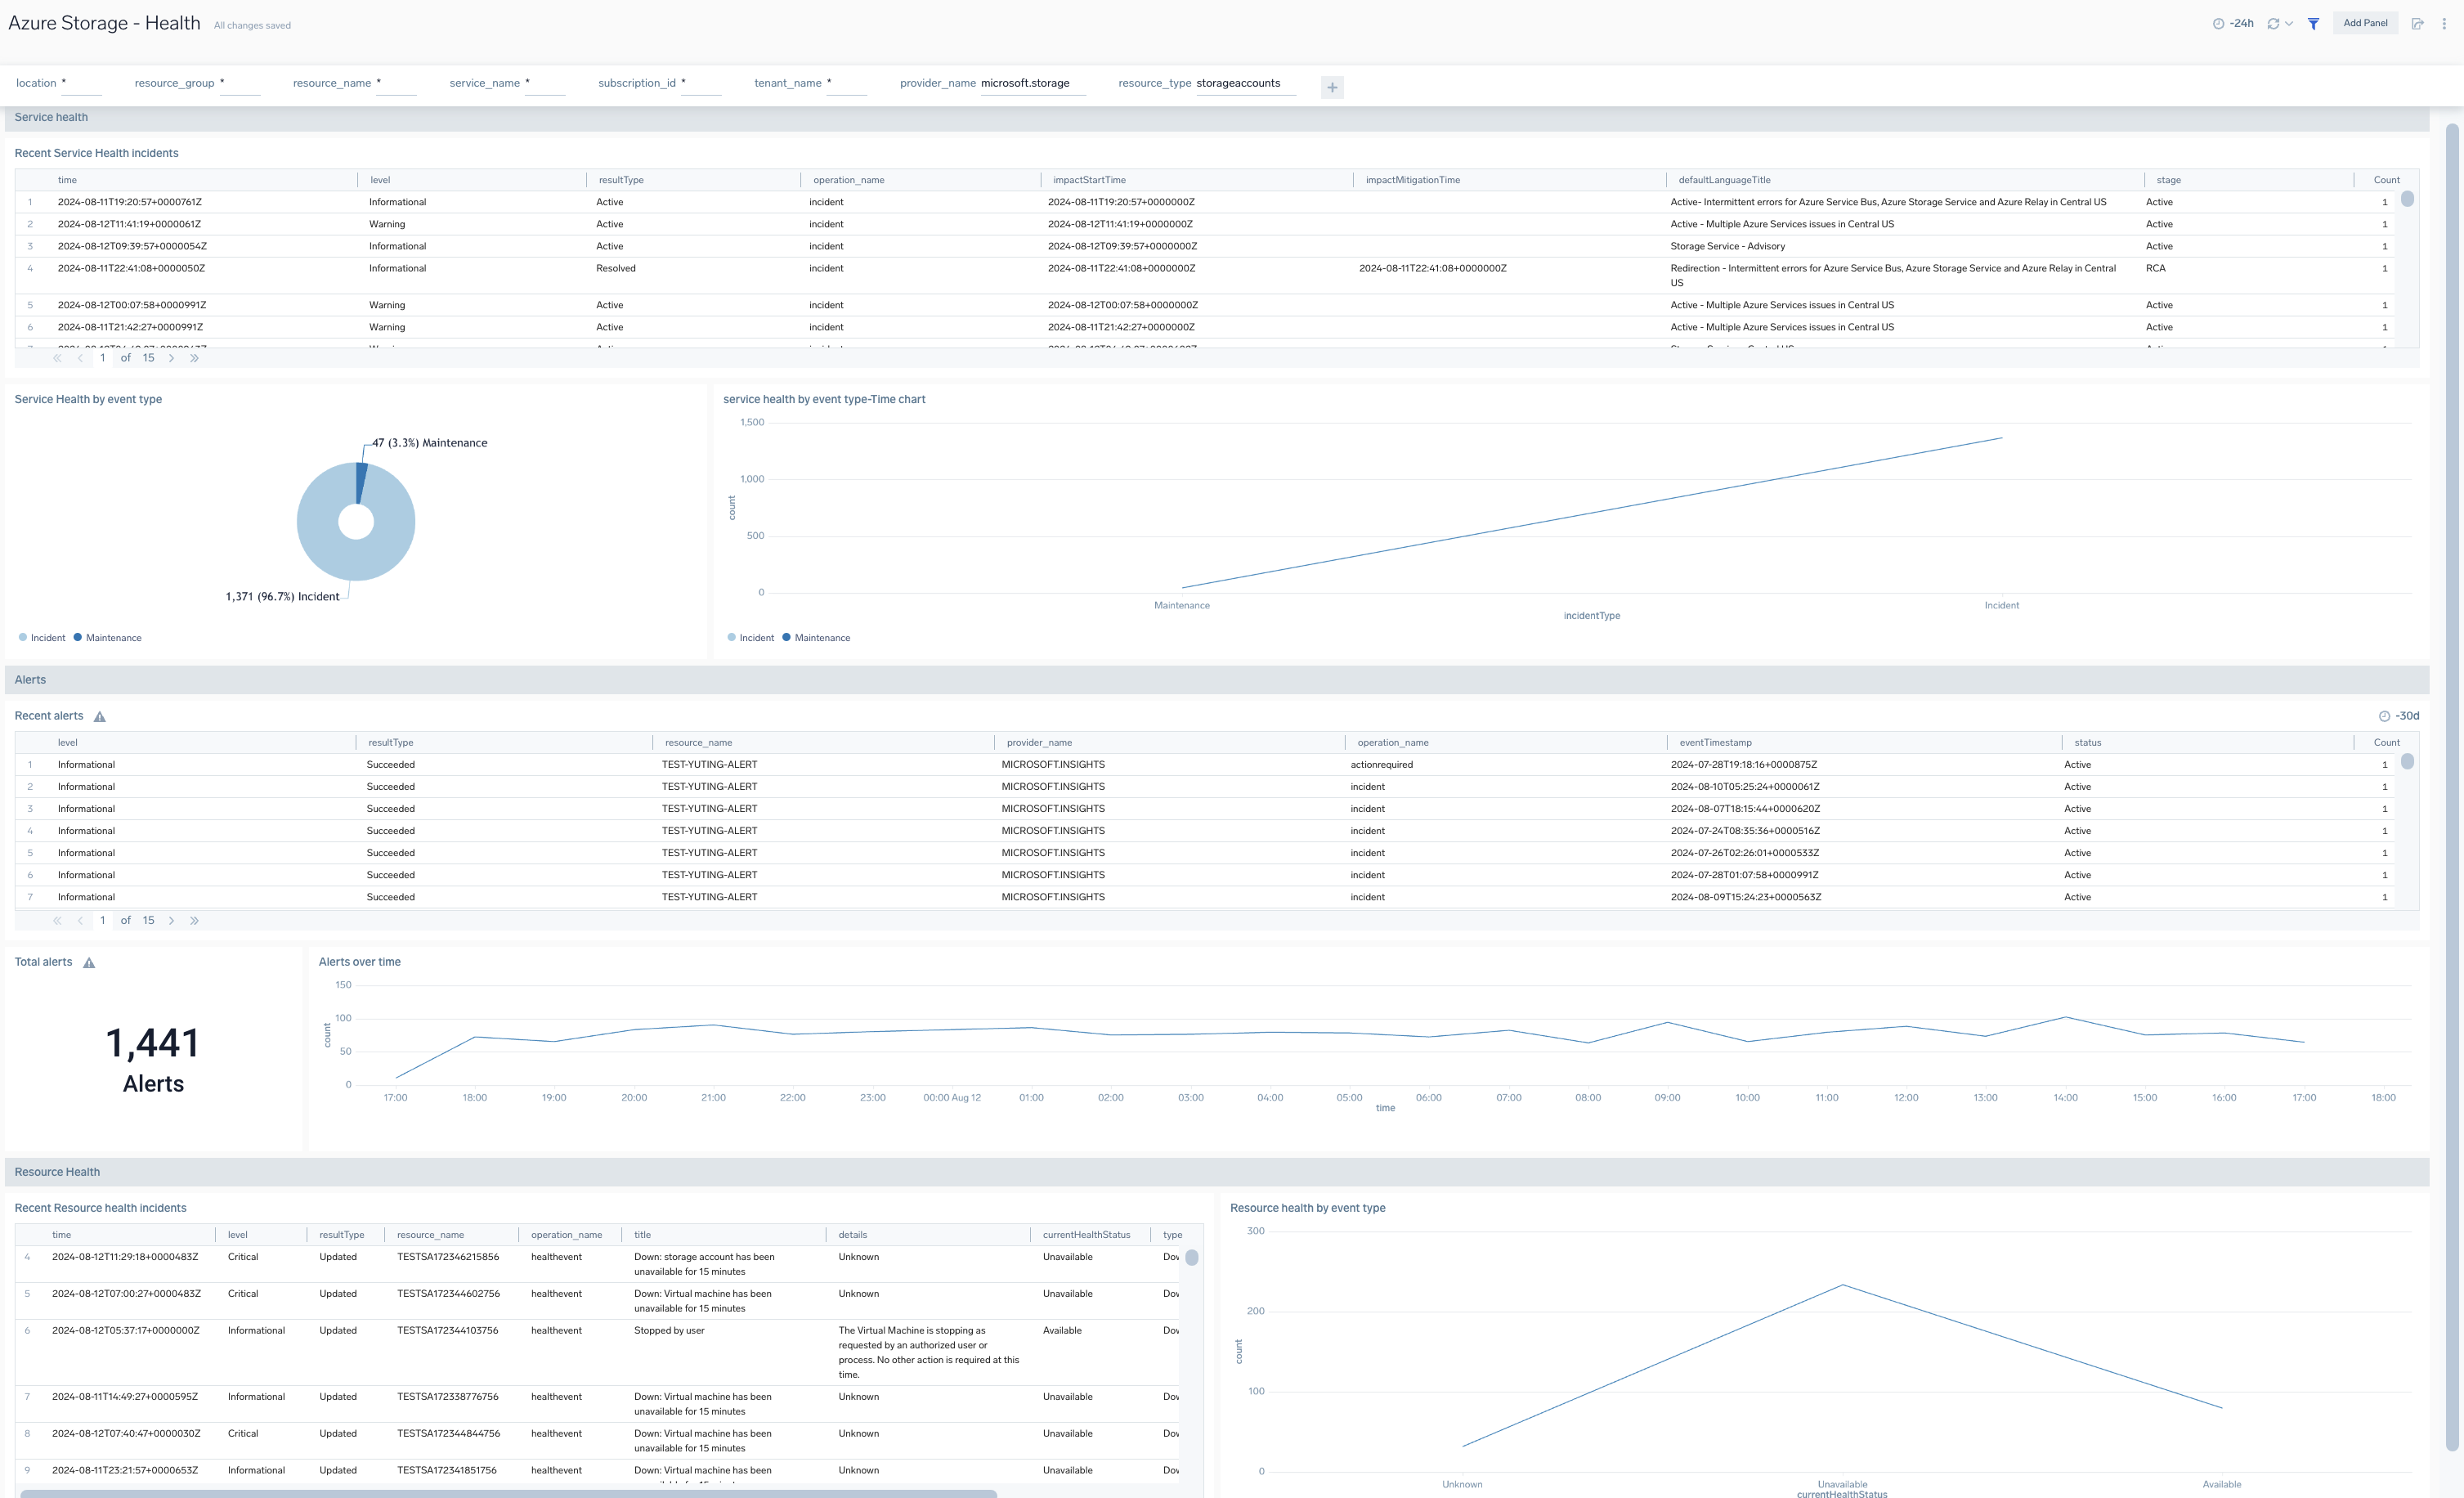 Azure Storage - Health All changes saved -24h Add Panel
location * resource_group * resource_name * service_name * subscription_id * tenant_name * provider_name microsoft.storage resource_type storageaccounts +
Service health
Recent Service Health incidents
time level resultType operation_name impactStartTime impactMitigationTime defaultLanguageTitle stage Count
1 2024-08-11T19:20:57+0000761Z Informational Active incident 2024-08-11T19:20:57+0000000Z Active- Intermittent errors for Azure Service Bus, Azure Storage Service and Azure Relay in Central US Active 1
2 2024-08-12T11:41:19+0000061Z Warning Active incident 2024-08-12T11:41:19+0000000Z Active - Multiple Azure Services issues in Central US Active 1
3 2024-08-12T09:39:57+0000054Z Informational Active incident 2024-08-12T09:39:57+0000000Z Storage Service - Advisory Active 1
4 2024-08-11T22:41:08+0000050Z Informational Resolved incident 2024-08-11T22:41:08+0000000Z 2024-08-11T22:41:08+0000000Z Redirection - Intermittent errors for Azure Service Bus, Azure Storage Service and Azure Relay in Central RCA 1
US
5 2024-08-12T00:07:58+0000991Z Warning Active incident 2024-08-12T00:07:58+0000000Z Active - Multiple Azure Services issues in Central US Active 1
6 2024-08-11T21:42:27+0000991Z Warning Active incident 2024-08-11T21:42:27+0000000Z Active - Multiple Azure Services issues in Central US Active 1
1 of 15
Service Health by event type
47 (3.3%) Maintenance
1,371 (96.7%) Incident
Incident Maintenance
service health by event type-Time chart
1,500
1,000
500
0
count
Maintenance Incident
incidentType
Incident Maintenance
Alerts
Recent alerts -30d
level resultType resource_name provider_name operation_name eventTimestamp status Count
1 Informational Succeeded TEST-YUTING-ALERT MICROSOFT.INSIGHTS actionrequired 2024-07-28T19:18:16+0000875Z Active 1
2 Informational Succeeded TEST-YUTING-ALERT MICROSOFT.INSIGHTS incident 2024-08-10T05:25:24+0000061Z Active 1
3 Informational Succeeded TEST-YUTING-ALERT MICROSOFT.INSIGHTS incident 2024-08-07T18:15:44+0000620Z Active 1
4 Informational Succeeded TEST-YUTING-ALERT MICROSOFT.INSIGHTS incident 2024-07-24T08:35:36+0000516Z Active 1
5 Informational Succeeded TEST-YUTING-ALERT MICROSOFT.INSIGHTS incident 2024-07-26T02:26:01+0000533Z Active 1
6 Informational Succeeded TEST-YUTING-ALERT MICROSOFT.INSIGHTS incident 2024-07-28T01:07:58+0000991Z Active 1
7 Informational Succeeded TEST-YUTING-ALERT MICROSOFT.INSIGHTS incident 2024-08-09T15:24:23+0000563Z Active 1
1 of 15
Total alerts
1,441
Alerts
Alerts over time
150
100
50
0
count
17:00 18:00 19:00 20:00 21:00 22:00 23:00 00:00 Aug 12 01:00 02:00 03:00 04:00 05:00 06:00 07:00 08:00 09:00 10:00 11:00 12:00 13:00 14:00 15:00 16:00 17:00 18:00
time
Resource Health
Recent Resource health incidents
time level resultType resource_name operation_name title details currentHealthStatus type
4 2024-08-12T11:29:18+0000483Z Critical Updated TESTSA172346215856 healthevent Down: storage account has been Unknown Unavailable Dov
unavailable for 15 minutes
5 2024-08-12T07:00:27+0000483Z Critical Updated TESTSA172344602756 healthevent Down: Virtual machine has been Unknown Unavailable Dov
unavailable for 15 minutes
6 2024-08-12T05:37:17+0000000Z Informational Updated TESTSA172344103756 healthevent Stopped by user The Virtual Machine is stopping as Available Dov
requested by an authorized user or
process. No other action is required at this
time.
7 2024-08-11T14:49:27+0000595Z Informational Updated TESTSA172338776756 healthevent Down: Virtual machine has been Unknown Unavailable Dov
unavailable for 15 minutes
8 2024-08-12T07:40:47+0000030Z Critical Updated TESTSA172344844756 healthevent Down: Virtual machine has been Unknown Unavailable Dov
unavailable for 15 minutes
9 2024-08-11T23:21:57+0000653Z Informational Updated TESTSA172341851756 healthevent Down: Virtual machine has been Unknown Unavailable Dov
Resource health by event type
300
200
100
0
count
Unknown Unavailable Available
currentHealthStatus